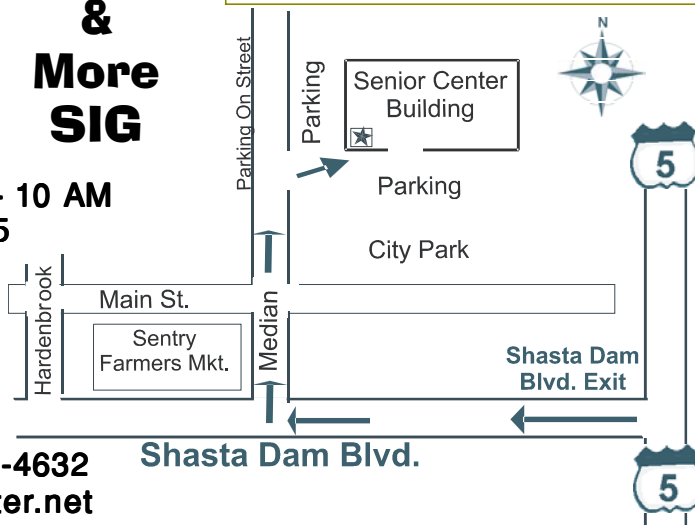 &
More
SIG
- 10 AM
5
Parking On Street
Parking
Senior Center
Building
N
5
Parking
City Park
Hardenbrook
Main St.
Median
Sentry
Farmers Mkt.
Shasta Dam
Blvd. Exit
Shasta Dam Blvd.
-4632
ter.net
5